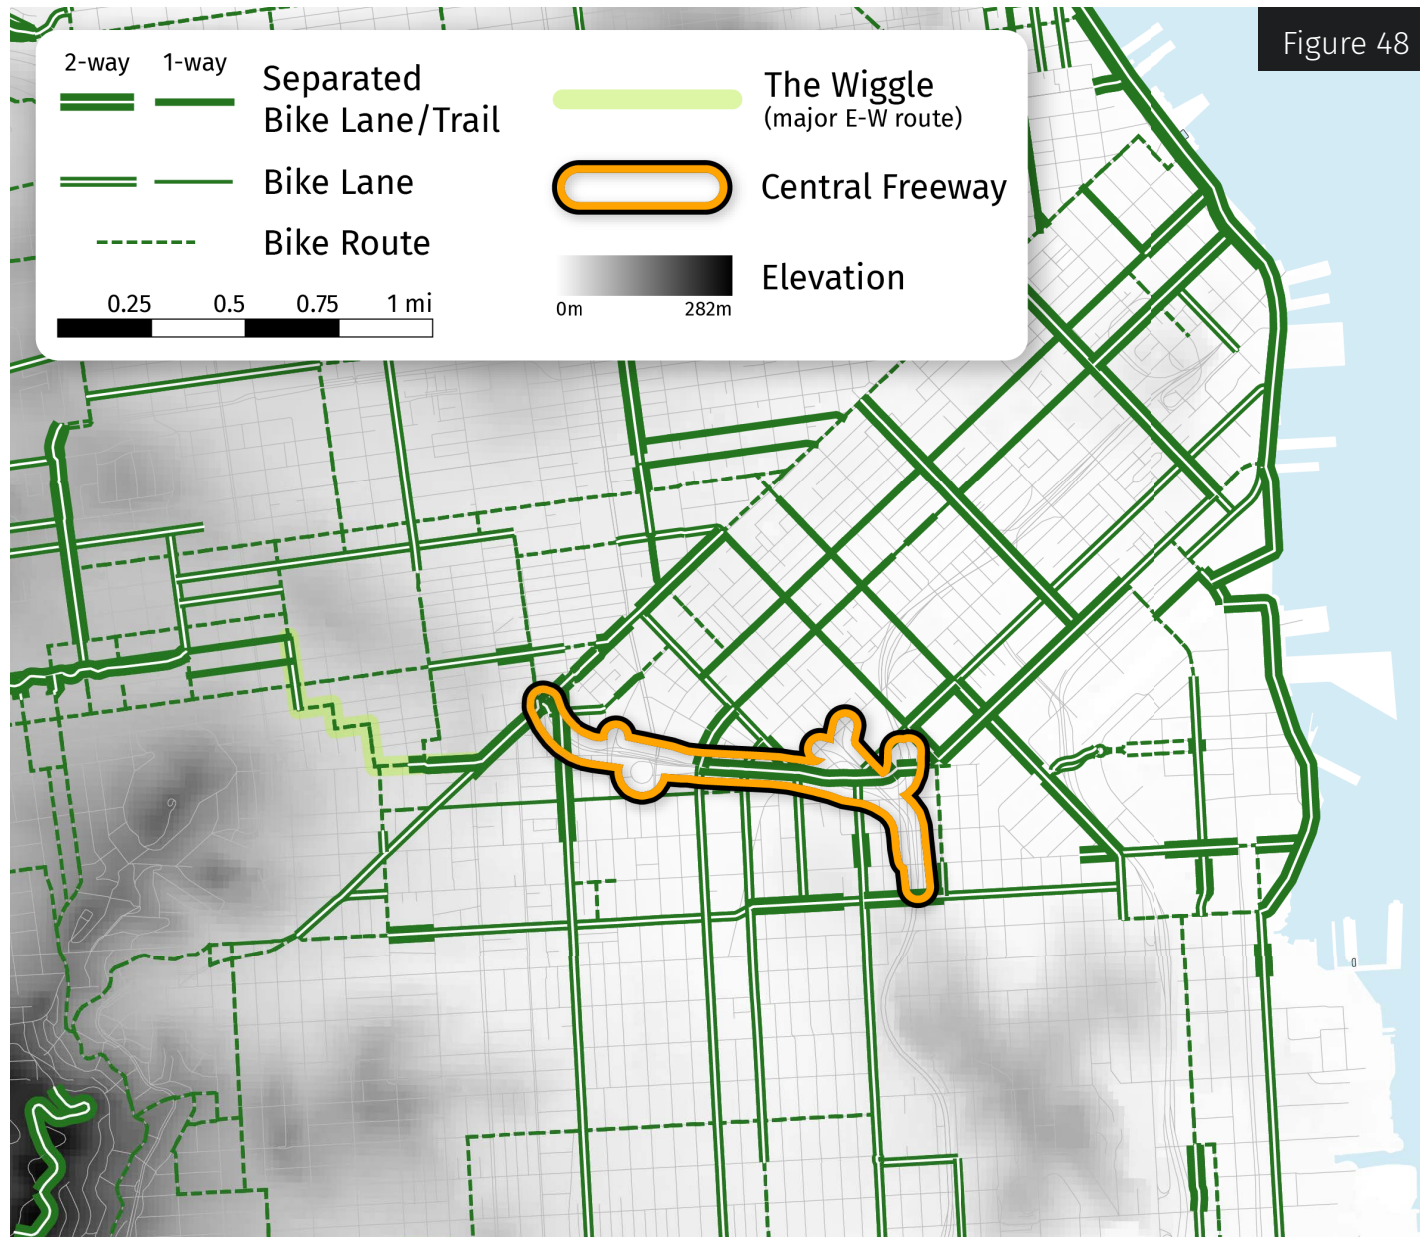 Figure 48
2-way 1-way
Separated
Bike Lane/Trail
Bike Lane
Bike Route
0.25 0.5 0.75 1 mi
The Wiggle
(major E-W route)
Central Freeway
Elevation
0m 282m